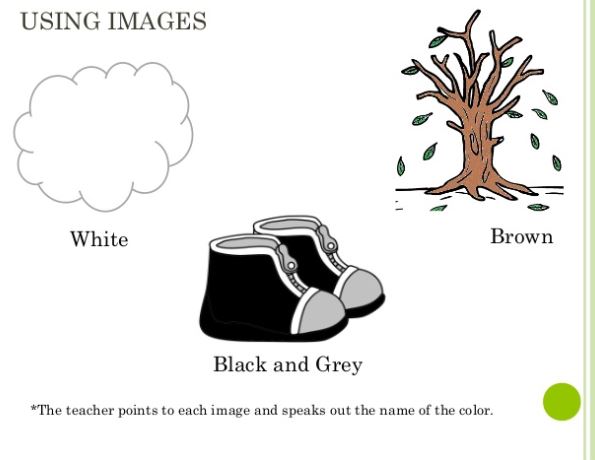 USING IMAGES
White
Brown
Black and Grey
*The teacher points to each image and speaks out the name of the color.